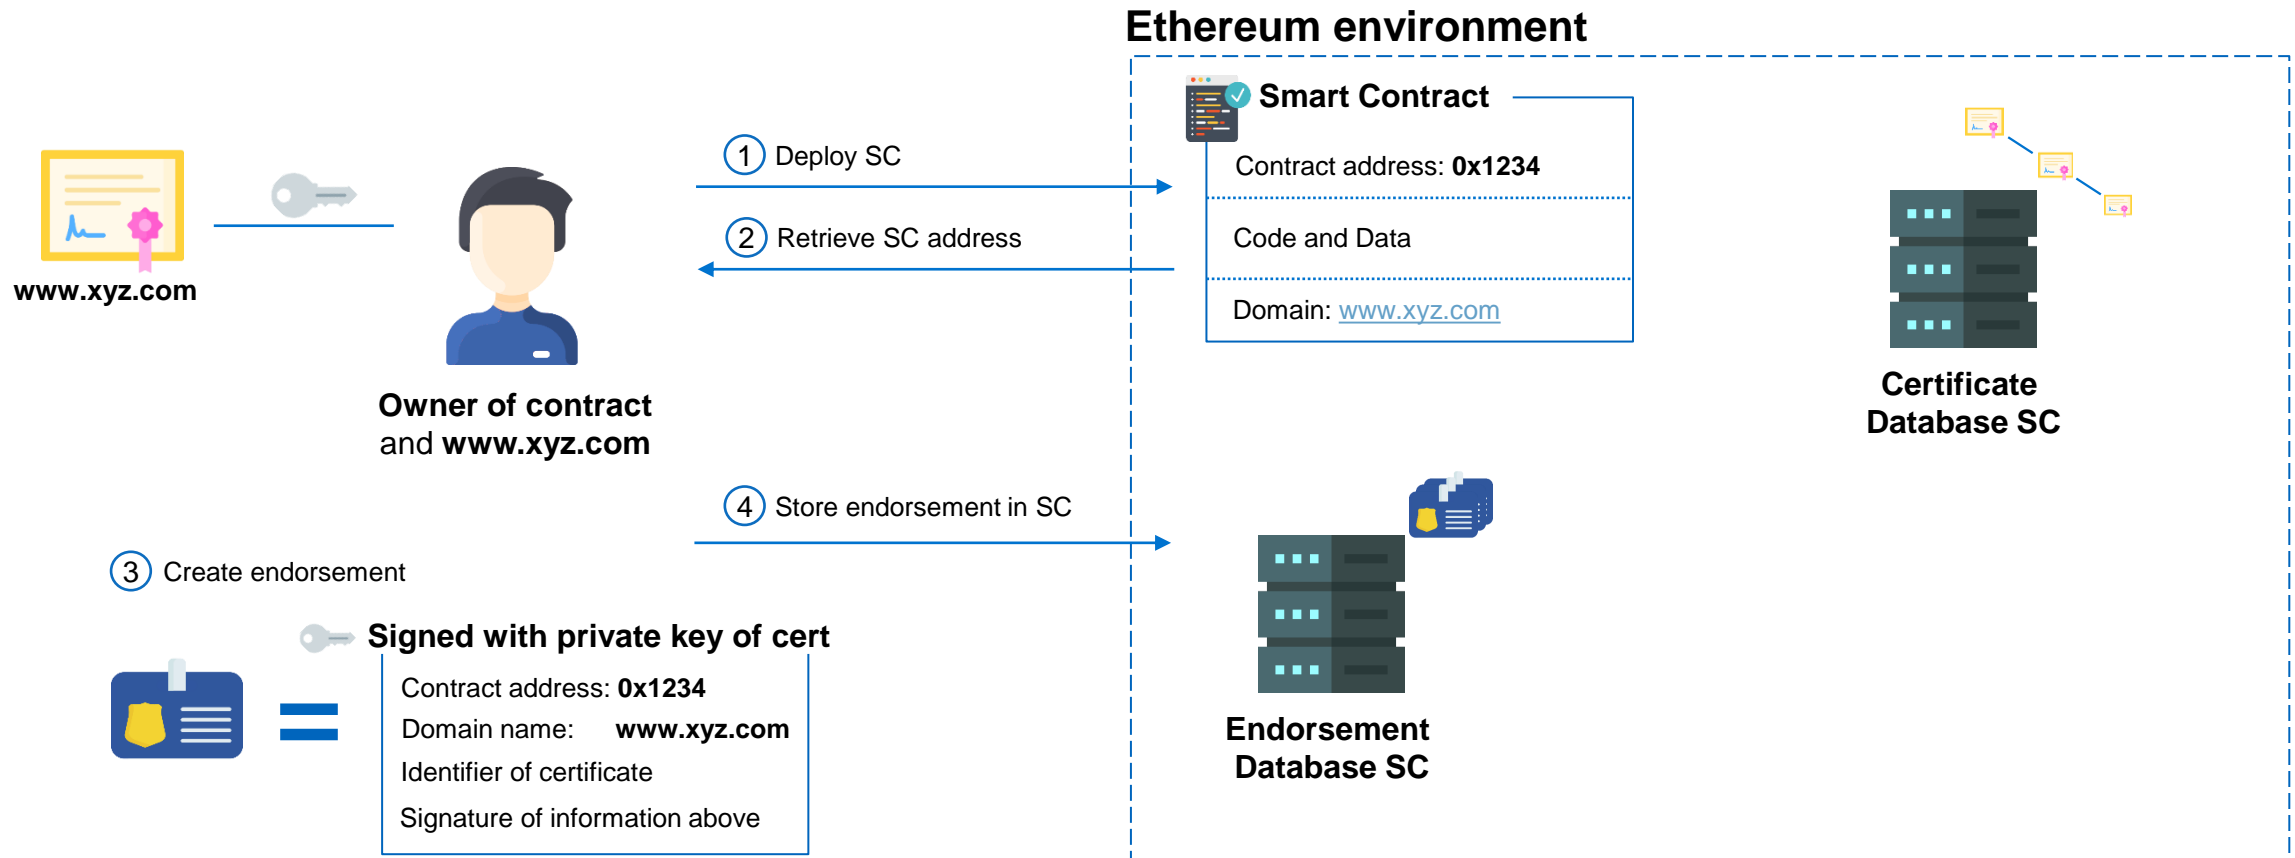 Ethereum environment
Smart Contract
Contract address: 0x1234
Code and Data
Domain: www.xyz.com
1 Deploy SC
2 Retrieve SC address
www.xyz.com
Owner of contract
and www.xyz.com
Certificate
Database SC
4 Store endorsement in SC
3 Create endorsement
Signed with private key of cert
Contract address: 0x1234
Domain name: www.xyz.com
Identifier of certificate
Signature of information above
Endorsement
Database SC